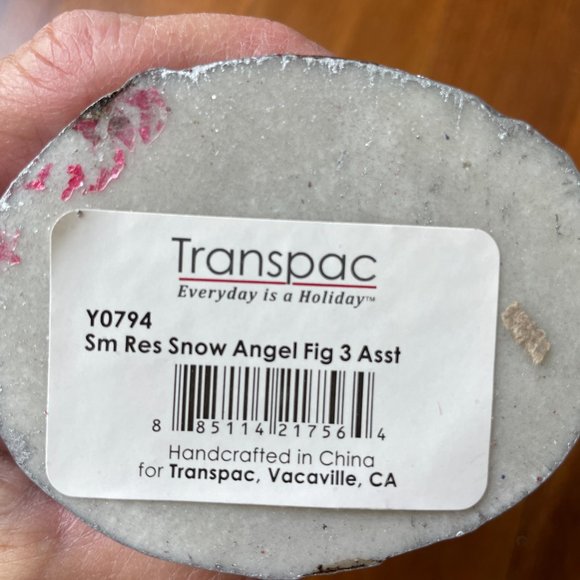 Transpac
Everyday is a Holiday™
Y0794
Sm Res Snow Angel Fig 3 Asst
8 85114 21756 4
Handcrafted in China
for Transpac, Vacaville, CA